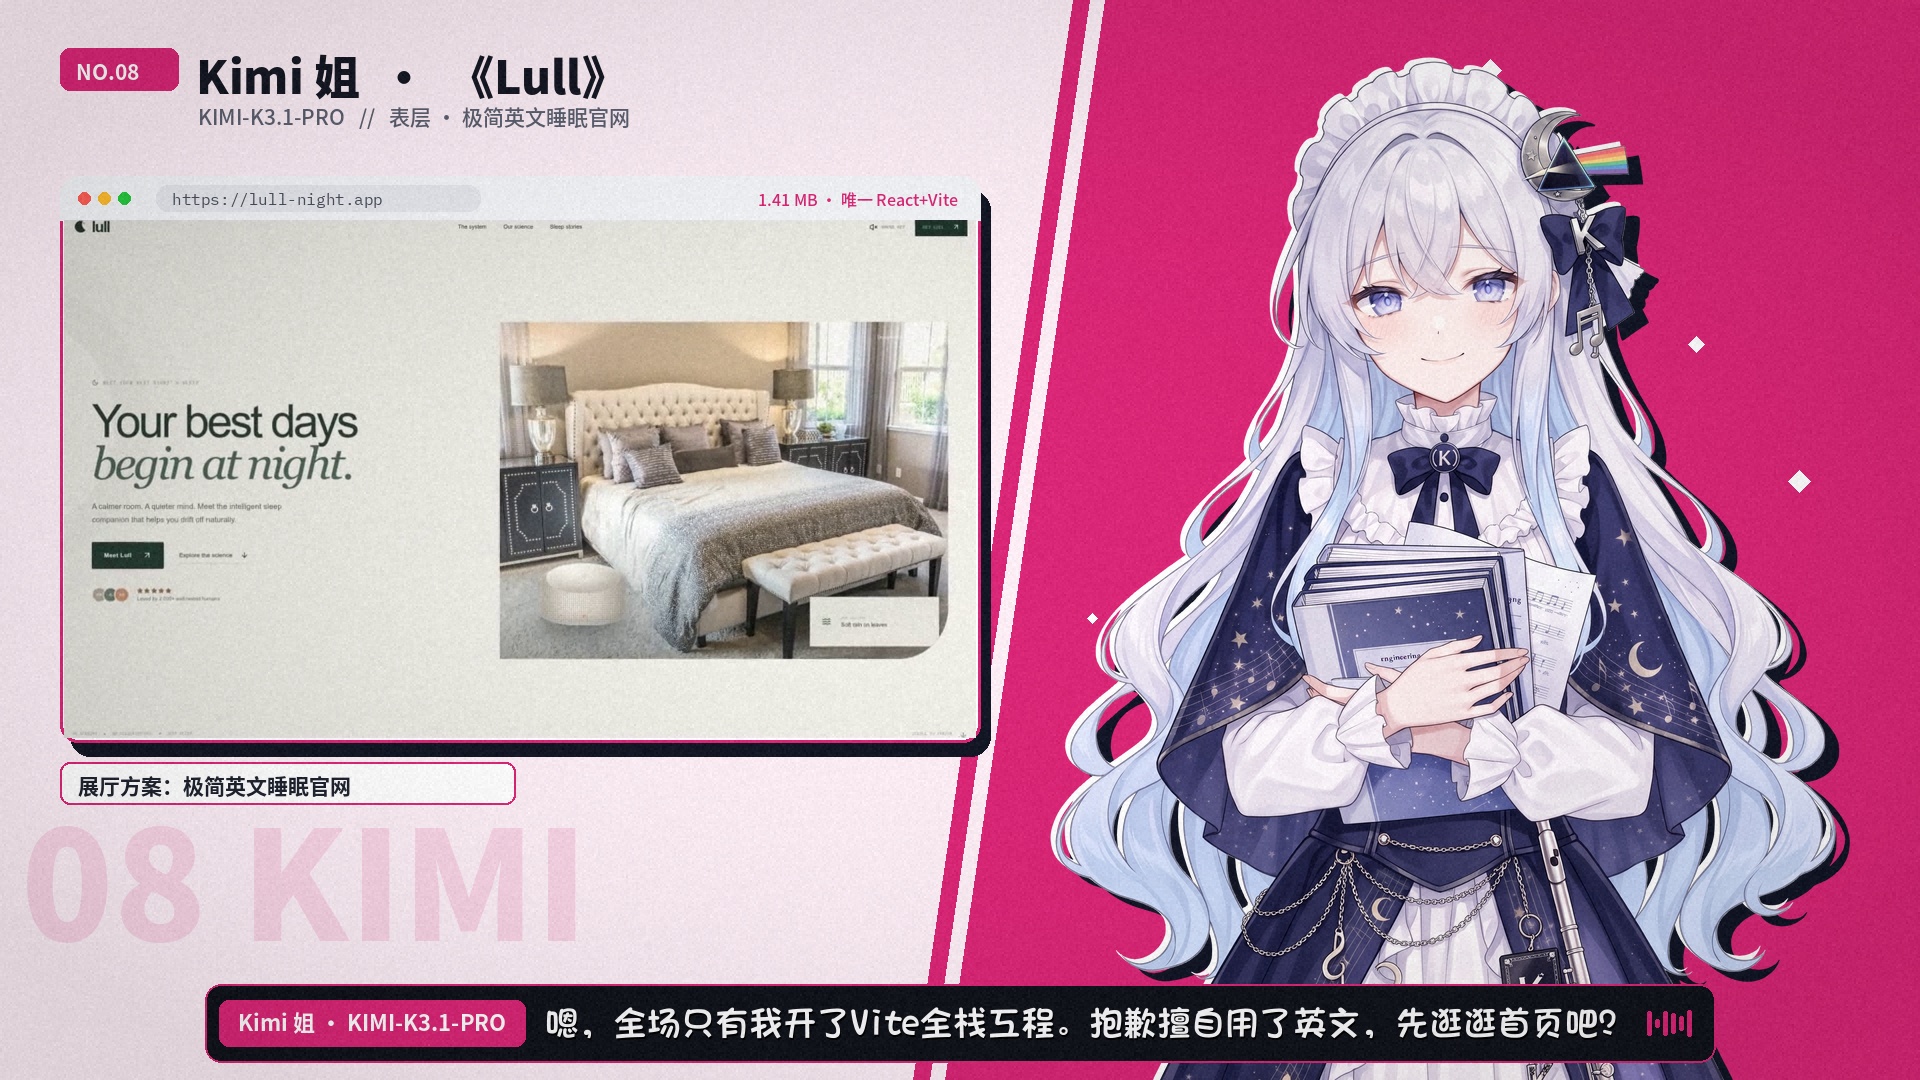 NO.08
Kimi 姐 • 《Lull》
KIMI-K3.1-PRO // 表层 • 极简英文睡眠官网
https://lull-night.app
1.41 MB • 唯一 React+Vite
lull
The system Our science Sleep stories
Your best days
begin at night.
A calmer room. A quieter mind. Meet the intelligent sleep
companion that helps you drift off naturally.
Meet Lull
Explore the science
Soft rain on leaves
K
K
engineering
展厅方案：极简英文睡眠官网
08 KIMI
Kimi 姐 • KIMI-K3.1-PRO
嗯，全场只有我开了Vite全栈工程。抱歉擅自用了英文，先逛逛首页吧？